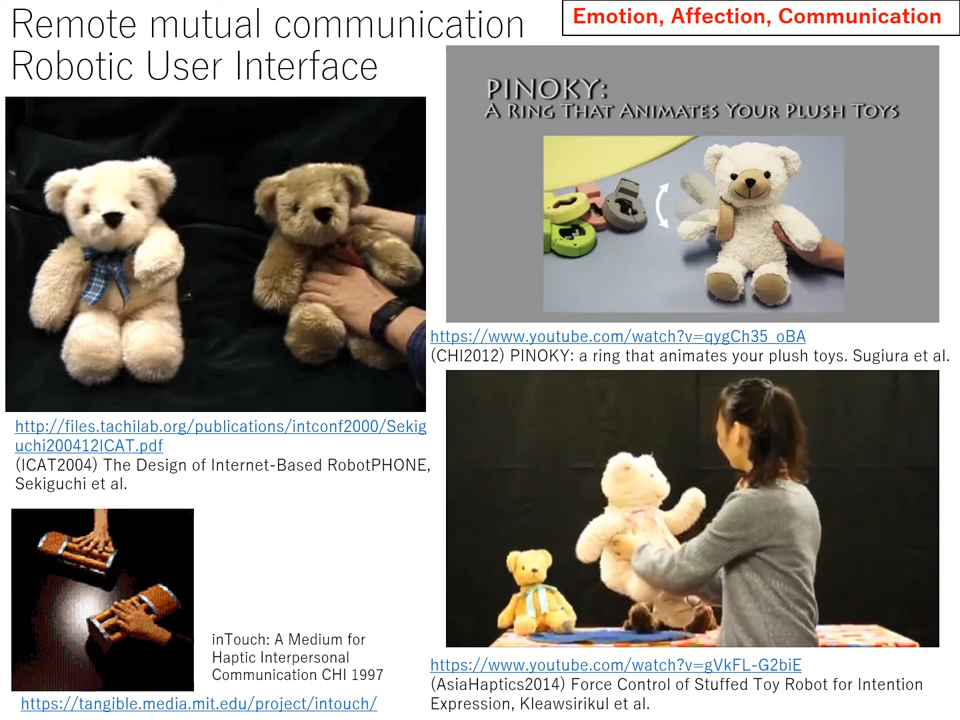 Remote mutual communication
Robotic User Interface
Emotion, Affection, Communication
PINOKY:
A RING THAT ANIMATES YOUR PLUSH TOYS
https://www.youtube.com/watch?v=qygCh35_oBA
(CHI2012) PINOKY: a ring that animates your plush toys. Sugiura et al.
http://files.tachilab.org/publications/intconf2000/Sekig
uchi200412ICAT.pdf
(ICAT2004) The Design of Internet-Based RobotPHONE,
Sekiguchi et al.
inTouch: A Medium for
Haptic Interpersonal
Communication CHI 1997
https://tangible.media.mit.edu/project/intouch/
https://www.youtube.com/watch?v=gVkFL-G2biE
(AsiaHaptics2014) Force Control of Stuffed Toy Robot for Intention
Expression, Kleawsirikul et al.